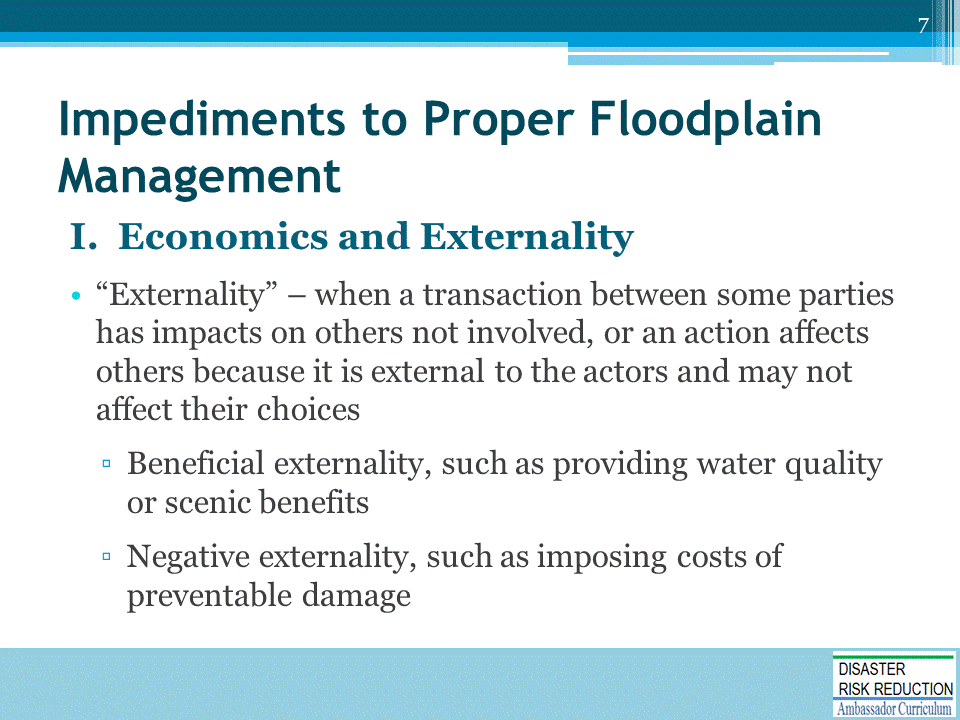 7
Impediments to Proper Floodplain
Management
I. Economics and Externality
• “Externality” – when a transaction between some parties
has impacts on others not involved, or an action affects
others because it is external to the actors and may not
affect their choices
▫ Beneficial externality, such as providing water quality
or scenic benefits
▫ Negative externality, such as imposing costs of
preventable damage
DISASTER
RISK REDUCTION
Ambassador Curriculum